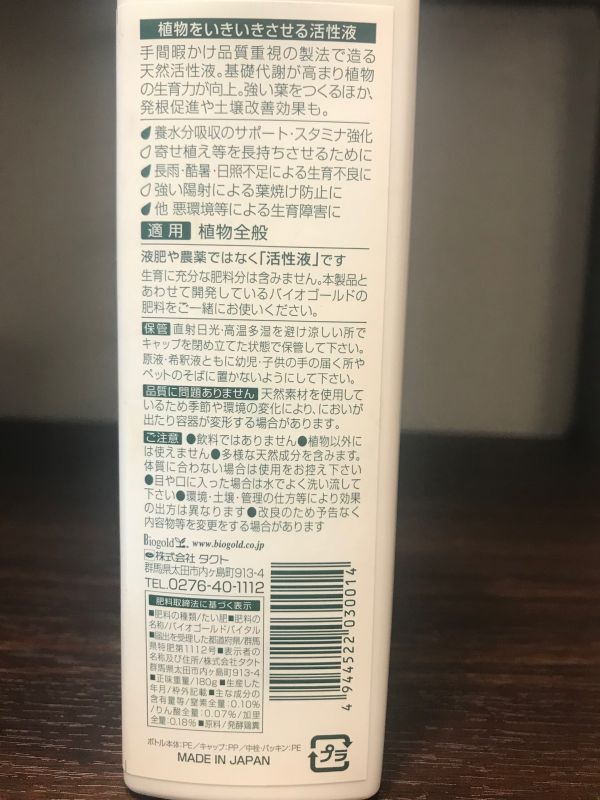 植物をいきいきさせる活性液
手間暇かけ品質重視の製法で造る
天然活性液。基礎代謝が高まり植物
の生育力が向上。強い葉をつくるほか、
発根促進や土壌改善効果も。
養水分吸収のサポート・スタミナ強化
寄せ植え等を長持ちさせるために
長雨・酷暑・日照不足による生育不良に
強い陽射による葉焼け防止に
他 悪環境等による生育障害に
適用 植物全般
液肥や農薬ではなく「活性液」です
生育に充分な肥料分は含みません。本製品と
あわせて開発しているバイオゴールドの
肥料をご一緒にお使いください。
保管 直射日光・高温多湿を避け涼しい所で
キャップを閉め立てた状態で保管して下さい。
原液・希釈液ともに幼児・子供の手の届く所や
ペットのそばに置かないようにして下さい。
品質に問題ありません 天然素材を使用して
いるため季節や環境の変化により、においが
出たり容器が変形する場合があります。
ご注意 ●飲料ではありません●植物以外に
は使えません●多様な天然成分を含みます。
体質に合わない場合は使用をお控え下さい
●目や口に入った場合は水でよく洗い流して
下さい●環境・土壌・管理の仕方等により効果
の出方は異なります●改良のため予告なく
内容物等を変更をする場合があります
Biogold www.biogold.co.jp
株式会社 タクト
群馬県太田市内ヶ島町913-4
TEL.0276-40-1112
肥料取締法に基づく表示
■肥料の種類/たい肥■肥料の
名称/バイオゴールドバイタル
■届出を受理した都道府県/群馬
県特肥第1112号■表示者の
名称及び住所/株式会社タクト
群馬県太田市内ヶ島町913-4
■正味重量/180g■生産した
年月/枠外記載■主な成分の
含有量等/窒素全量:0.10%
/りん酸全量:0.07%/加里
全量:0.18%■原料/発酵鶏糞
4 944522 030014
ボトル本体:PE/キャップ:PP/中栓・パッキン:PE
MADE IN JAPAN
プラ